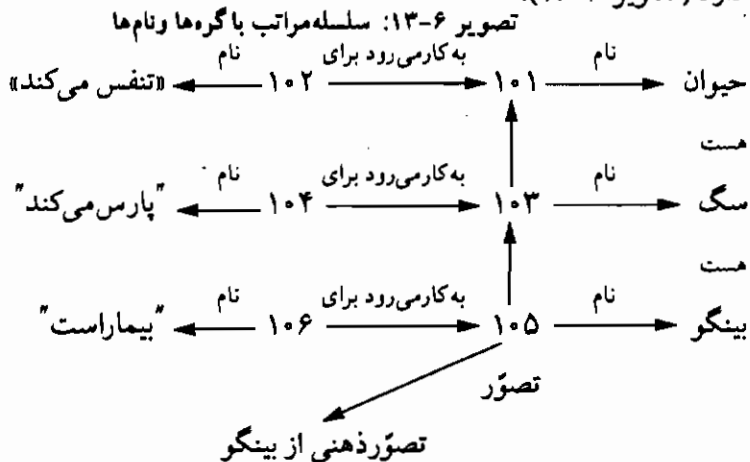 تصویر ۶-۱۳: سلسله‌مراتب با گره‌ها ونام‌ها
حیوان نام ۱۰۱ به‌کارمی‌رود برای ۱۰۲ نام «تنفس می‌کند»
هست
سگ نام ۱۰۳ به‌کارمی‌رود برای ۱۰۴ نام "پارس‌می‌کند"
هست
بینگو نام ۱۰۵ به‌کارمی‌رود برای ۱۰۶ نام "بیماراست"
تصوّر
تصوّرذهنی از بینگو